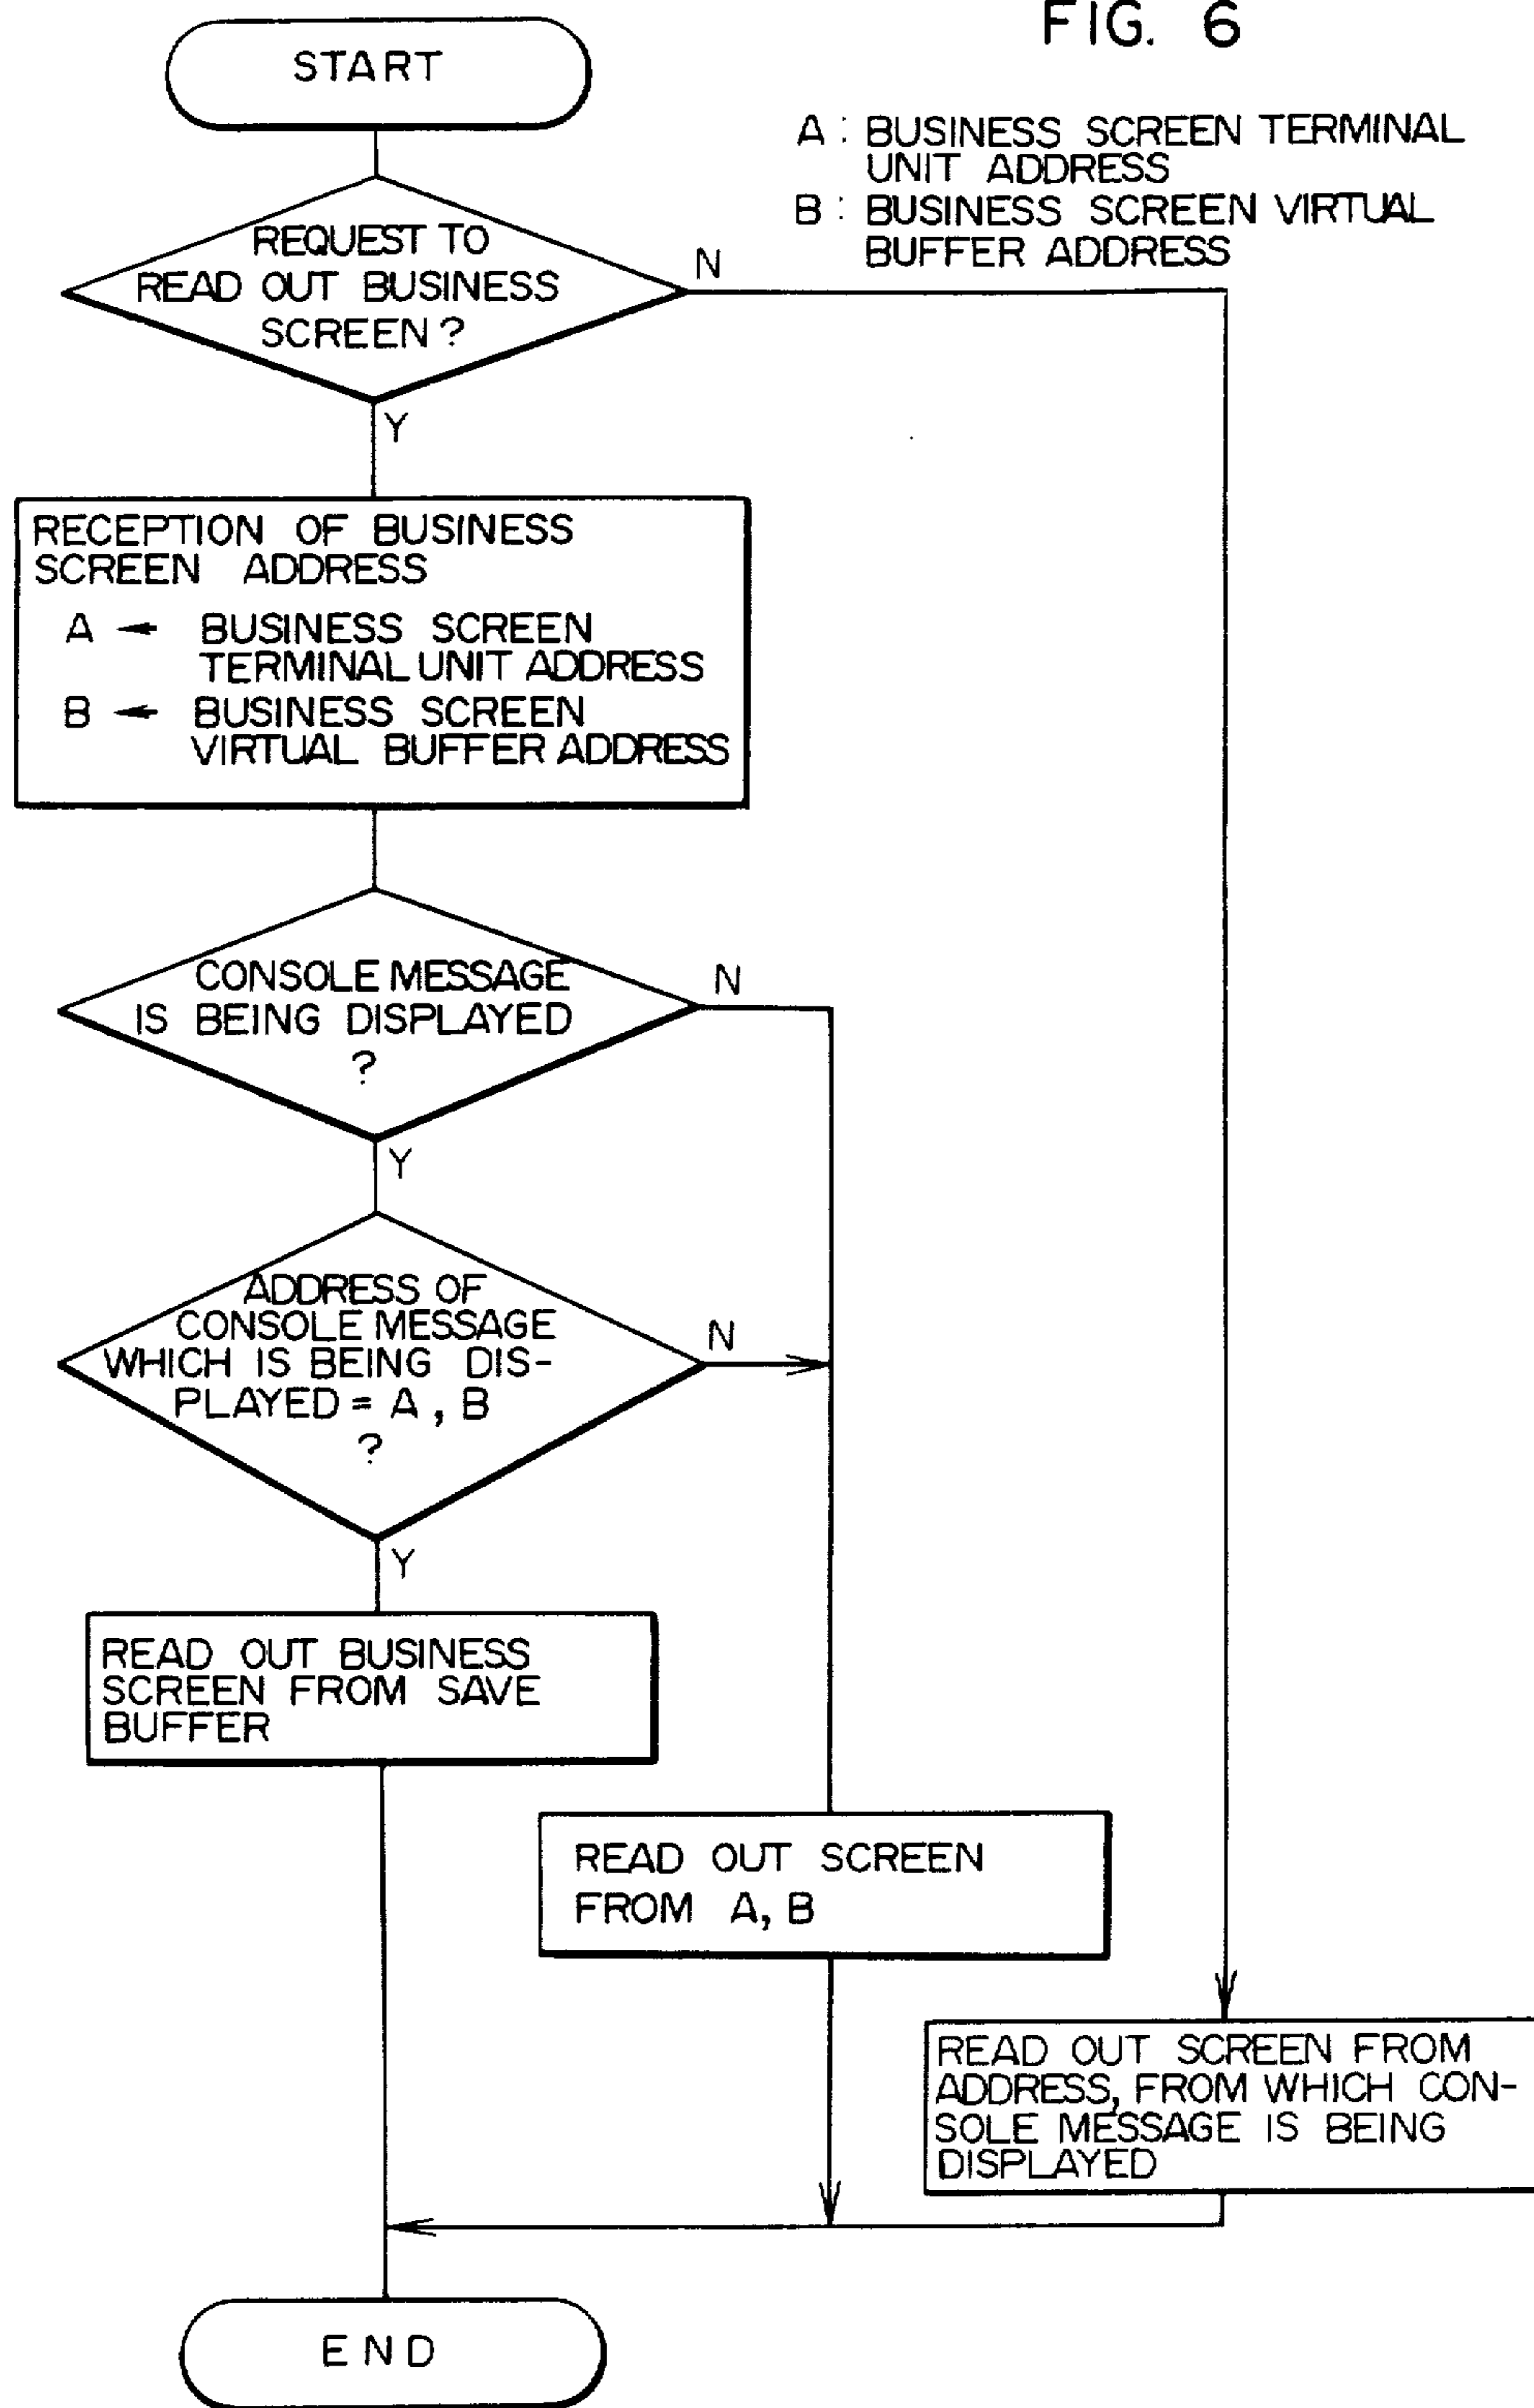 FIG. 6
START
A : BUSINESS SCREEN TERMINAL
UNIT ADDRESS
B : BUSINESS SCREEN VIRTUAL
BUFFER ADDRESS
REQUEST TO
READ OUT BUSINESS
SCREEN ?
N
Y
RECEPTION OF BUSINESS
SCREEN ADDRESS
A ← BUSINESS SCREEN
TERMINAL UNIT ADDRESS
B ← BUSINESS SCREEN
VIRTUAL BUFFER ADDRESS
CONSOLE MESSAGE
IS BEING DISPLAYED
?
N
Y
ADDRESS OF
CONSOLE MESSAGE
WHICH IS BEING DIS-
PLAYED = A , B
?
N
Y
READ OUT BUSINESS
SCREEN FROM SAVE
BUFFER
READ OUT SCREEN
FROM A, B
READ OUT SCREEN FROM
ADDRESS, FROM WHICH CON-
SOLE MESSAGE IS BEING
DISPLAYED
END